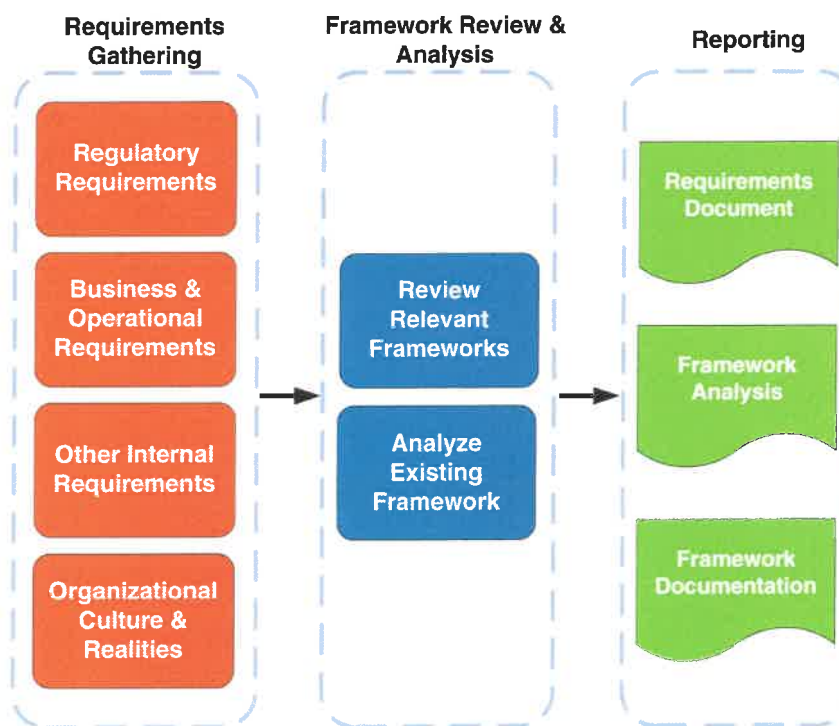 Requirements
Gathering
Regulatory
Requirements
Business &
Operational
Requirements
Other Internal
Requirements
Organizational
Culture &
Realities
Framework Review &
Analysis
Review
Relevant
Frameworks
Analyze
Existing
Framework
Reporting
Requirements
Document
Framework
Analysis
Framework
Documentation